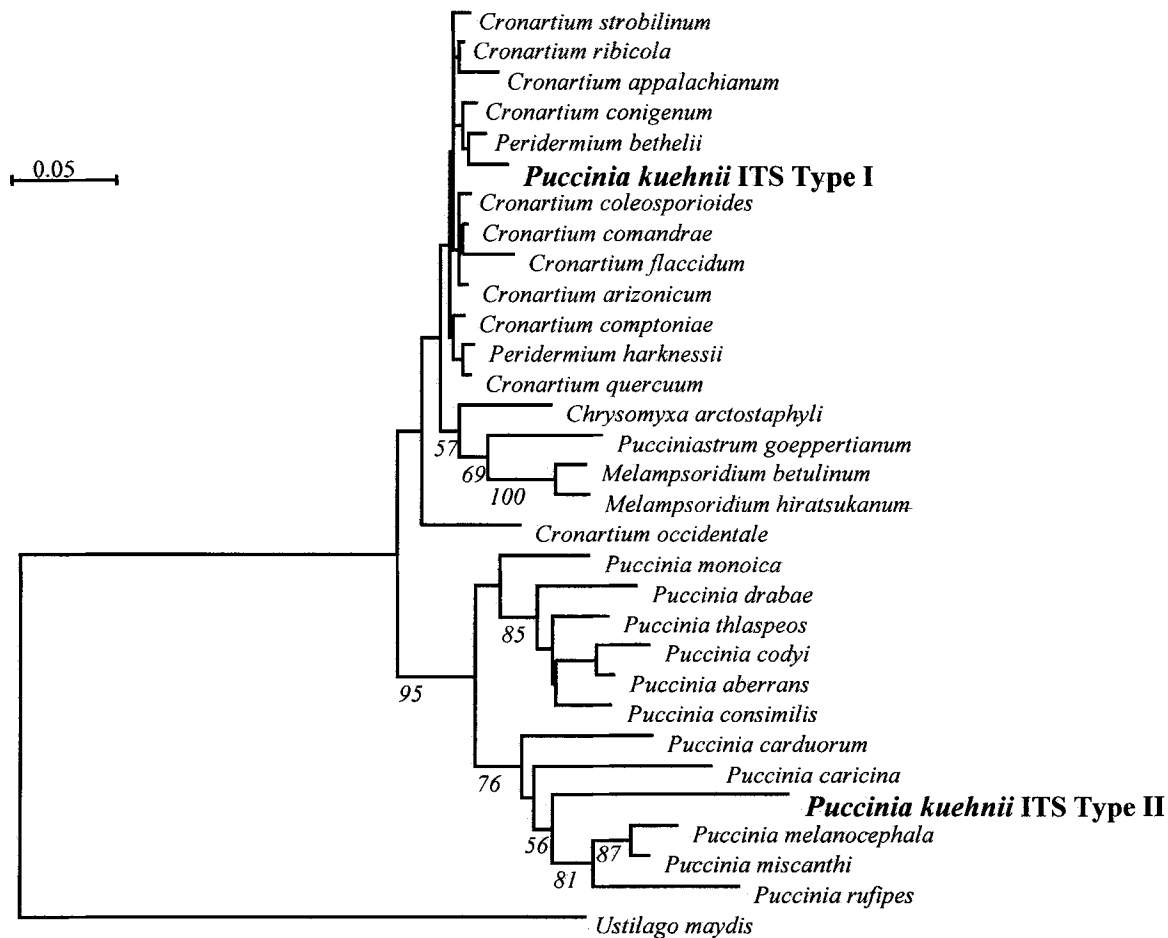 Cronartium strobilinum
Cronartium ribicola
Cronartium appalachianum
Cronartium conigenum
Peridermium bethelii
0.05
Puccinia kuehnii ITS Type I
Cronartium coleosporioides
Cronartium comandrae
Cronartium flaccidum
Cronartium arizonicum
Cronartium comptoniae
Peridermium harknessii
Cronartium quercuum
Chrysomyxa arctostaphyli
57
Pucciniastrum goeppertianum
69
Melampsoridium betulinum
100
Melampsoridium hiratsukanum
Cronartium occidentale
Puccinia monoica
Puccinia drabae
85
Puccinia thlaspeos
Puccinia codyi
Puccinia aberrans
95
Puccinia consimilis
Puccinia carduorum
76
Puccinia caricina
Puccinia kuehnii ITS Type II
Puccinia melanocephala
56
87
Puccinia miscanthi
81
Puccinia rufipes
Ustilago maydis